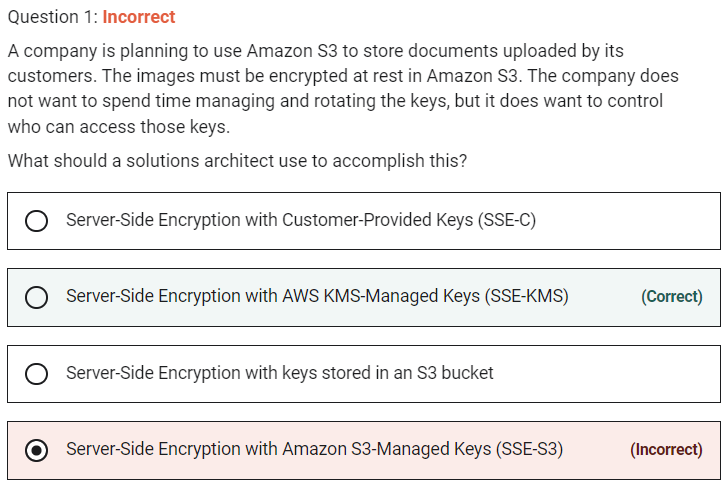 Question 1: Incorrect
A company is planning to use Amazon S3 to store documents uploaded by its
customers. The images must be encrypted at rest in Amazon S3. The company does
not want to spend time managing and rotating the keys, but it does want to control
who can access those keys.
What should a solutions architect use to accomplish this?
Server-Side Encryption with Customer-Provided Keys (SSE-C)
Server-Side Encryption with AWS KMS-Managed Keys (SSE-KMS) (Correct)
Server-Side Encryption with keys stored in an S3 bucket
Server-Side Encryption with Amazon S3-Managed Keys (SSE-S3) (Incorrect)